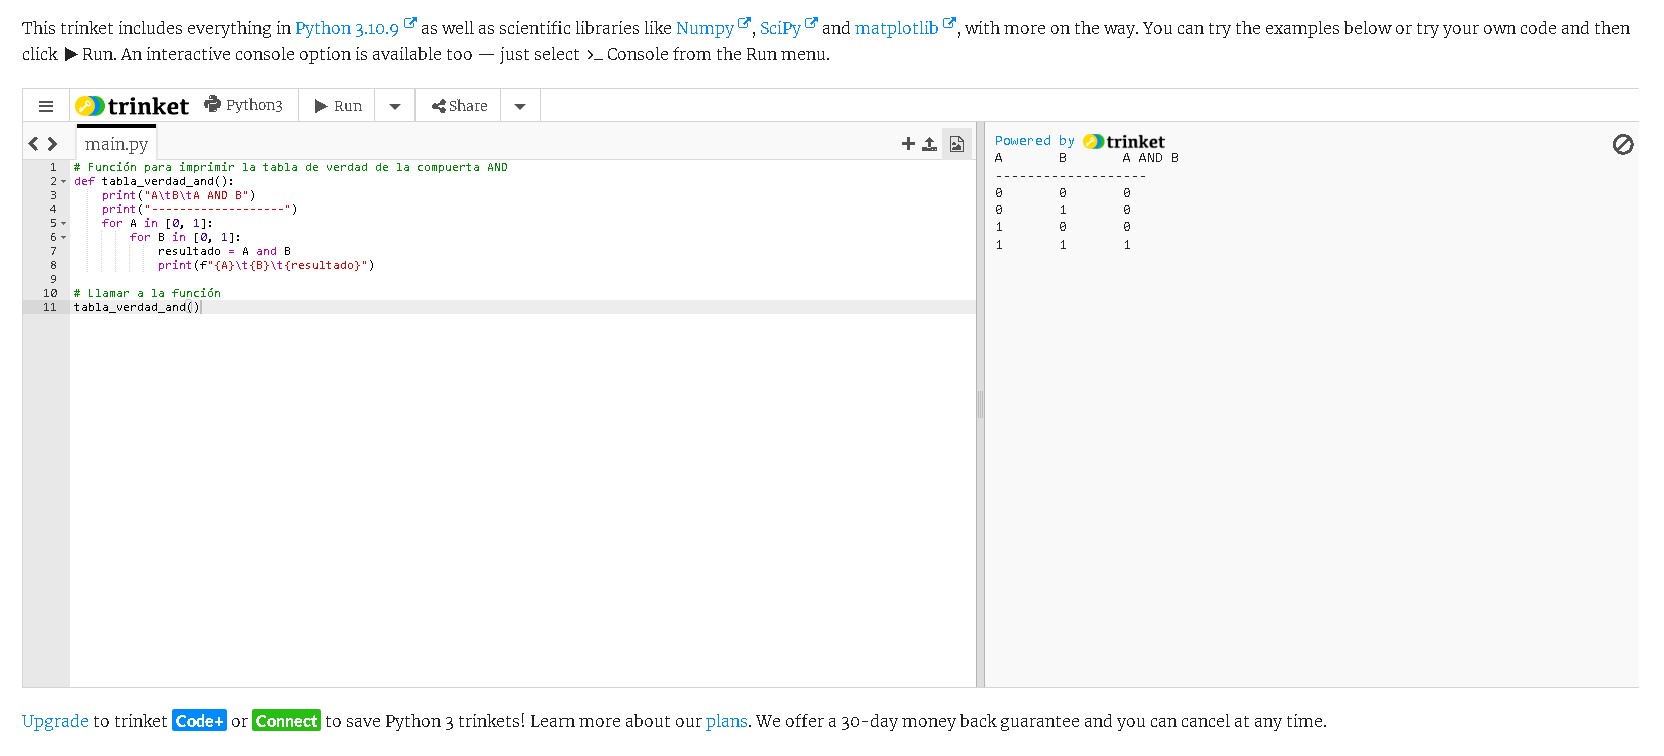 This trinket includes everything in Python 3.10.9 as well as scientific libraries like Numpy, SciPy and matplotlib, with more on the way. You can try the examples below or try your own code and then
click ▶ Run. An interactive console option is available too — just select >_ Console from the Run menu.
trinket Python3 Run Share
main.py
1 # Función para imprimir la tabla de verdad de la compuerta AND
2 def tabla_verdad_and():
3     print("A\tB\tA AND B")
4     print("-------------------")
5     for A in [0, 1]:
6         for B in [0, 1]:
7             resultado = A and B
8             print(f"{A}\t{B}\t{resultado}")
9
10 # Llamar a la función
11 tabla_verdad_and()
Powered by trinket
A B A AND B
-------------------
0 0 0
0 1 0
1 0 0
1 1 1
Upgrade to trinket Code+ or Connect to save Python 3 trinkets! Learn more about our plans. We offer a 30-day money back guarantee and you can cancel at any time.